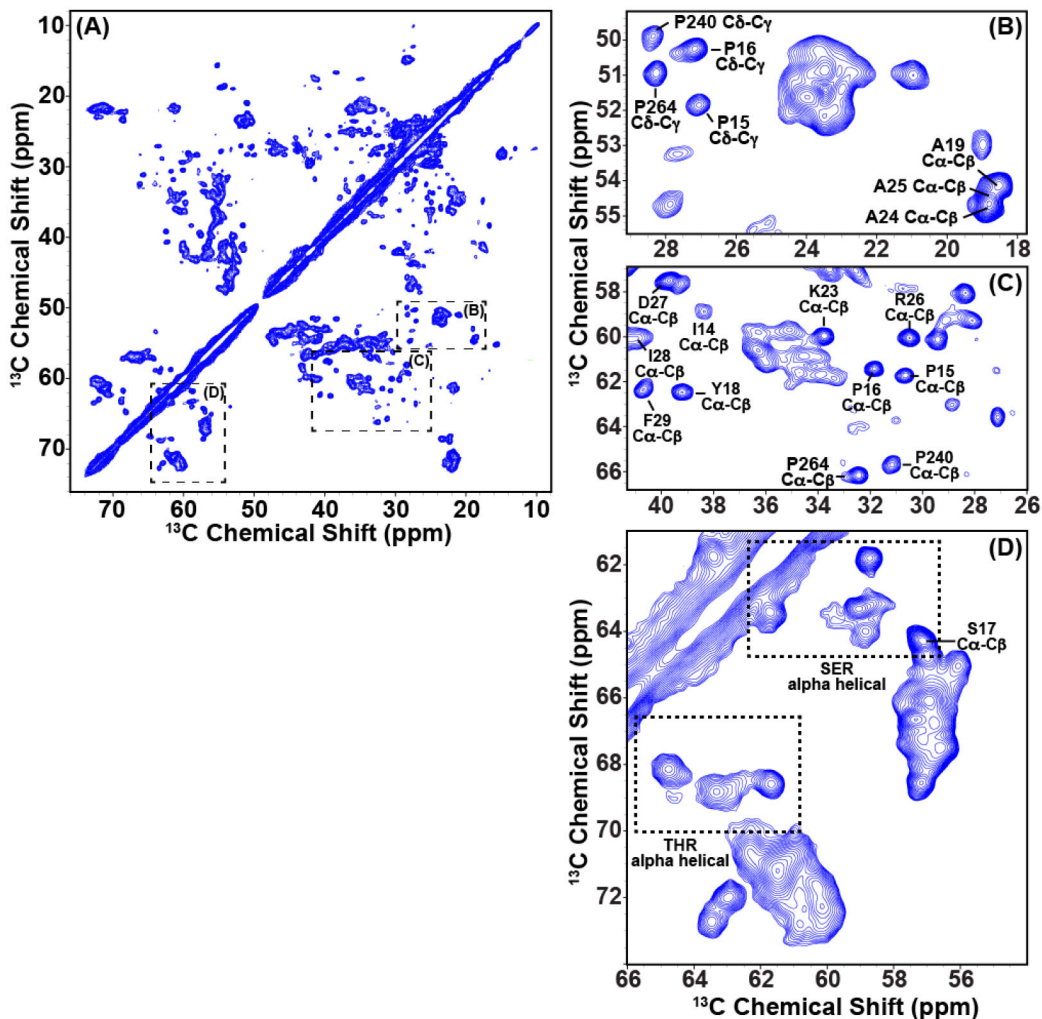 (A)
10
20
30
40
50
60
70
¹³C Chemical Shift (ppm)
70 60 50 40 30 20 10
¹³C Chemical Shift (ppm)
(B)
(C)
(D)
(B)
50
51
52
53
54
55
P240 Cδ-Cγ
P16
Cδ-Cγ
P264
Cδ-Cγ
P15
Cδ-Cγ
A19
Cα-Cβ
A25 Cα-Cβ
A24 Cα-Cβ
28 26 24 22 20 18
(C)
58
60
62
64
66
D27
Cα-Cβ
I14
Cα-Cβ
K23
Cα-Cβ
R26
Cα-Cβ
I28
Cα-Cβ
Y18
Cα-Cβ
P16
Cα-Cβ
P15
Cα-Cβ
F29
Cα-Cβ
P264
Cα-Cβ
P240
Cα-Cβ
40 38 36 34 32 30 28 26
¹³C Chemical Shift (ppm)
(D)
62
64
66
68
70
72
S17
Cα-Cβ
SER
alpha helical
THR
alpha helical
¹³C Chemical Shift (ppm)
66 64 62 60 58 56
¹³C Chemical Shift (ppm)